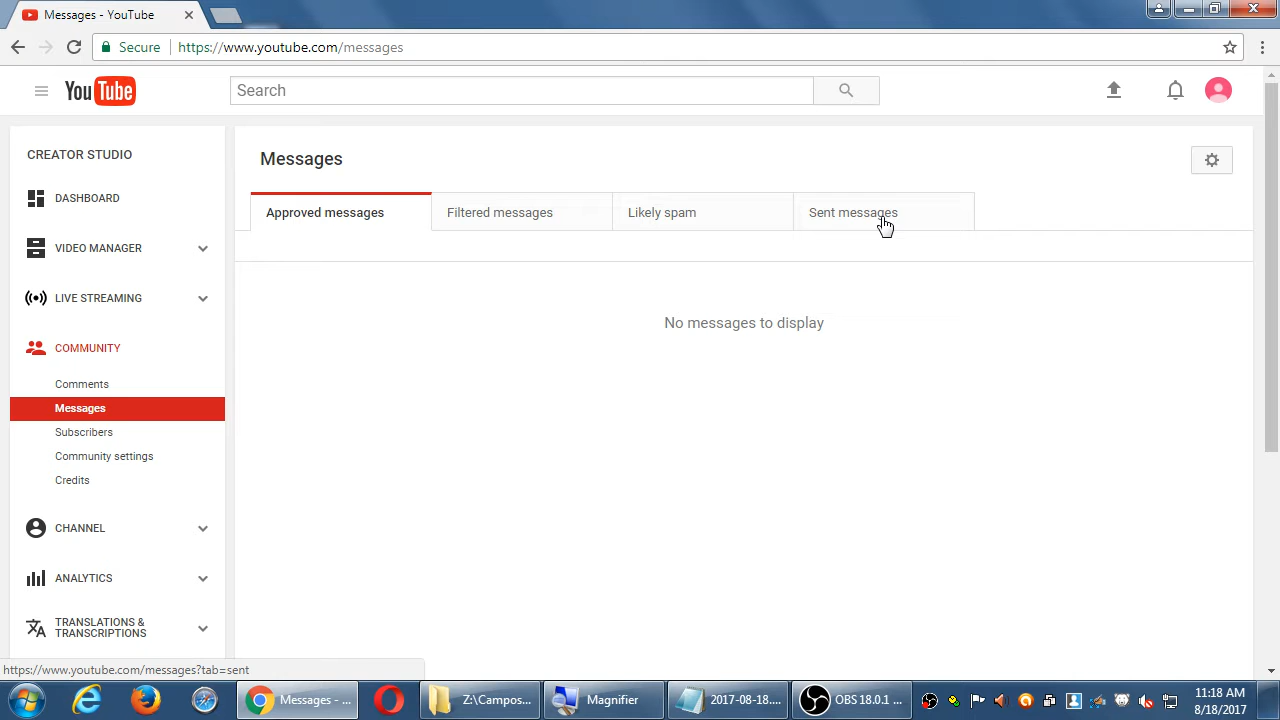 Messages - YouTube
Secure https://www.youtube.com/messages
YouTube
Search
CREATOR STUDIO
DASHBOARD
VIDEO MANAGER
LIVE STREAMING
COMMUNITY
Comments
Messages
Subscribers
Community settings
Credits
CHANNEL
ANALYTICS
TRANSLATIONS &
TRANSCRIPTIONS
Messages
Approved messages
Filtered messages
Likely spam
Sent messages
No messages to display
https://www.youtube.com/messages?tab=sent
Messages - ...
Z:\Campos...
Magnifier
2017-08-18....
OBS 18.0.1 ...
11:18 AM
8/18/2017